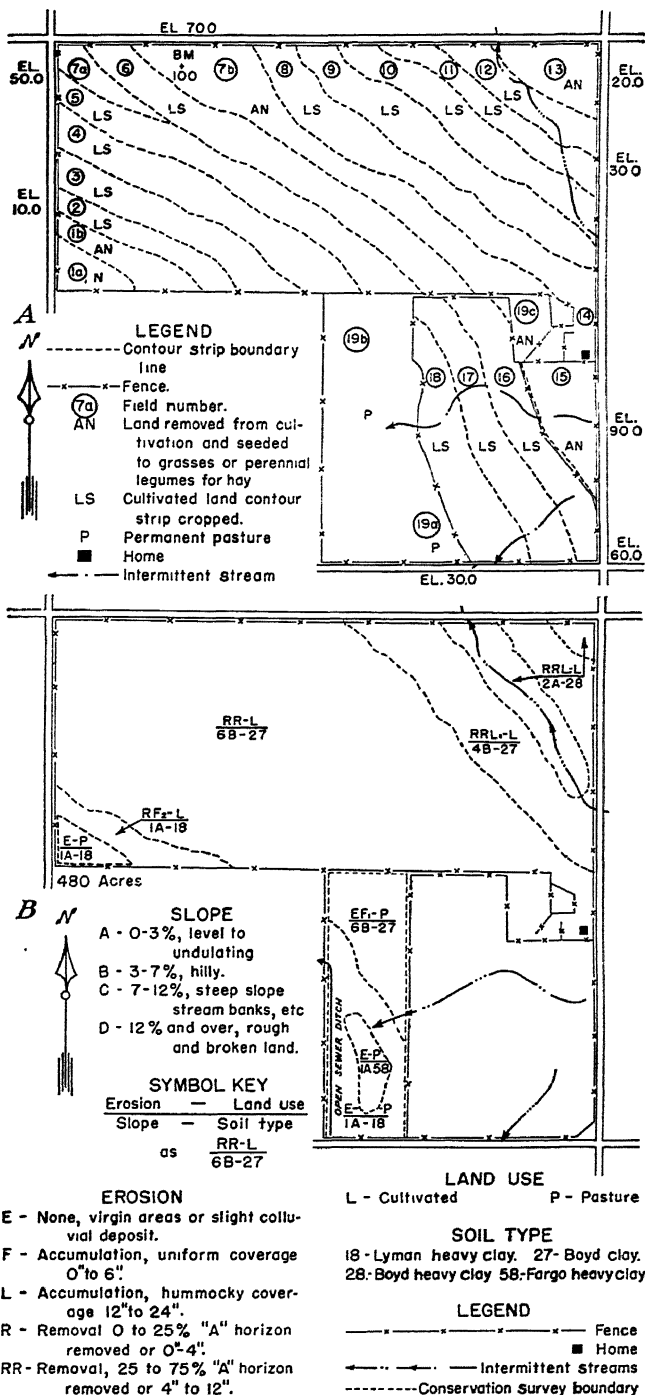 EL 70.0
EL. 50.0
7a
6
BM + 100
7b
8
9
10
11
12
13
AN
EL. 20.0
5
LS
LS
AN
LS
LS
LS
LS
LS
4
LS
EL. 30.0
3
LS
EL. 10.0
2
LS
1b
AN
1a
N
A
N
LEGEND
Contour strip boundary
line
Fence.
7a Field number.
AN Land removed from cul-
tivation and seeded
to grasses or perennial
legumes for hay
LS Cultivated land contour
strip cropped.
P Permanent pasture
Home
Intermittent stream
19b
19c
14
AN
18
17
16
15
P
EL. 90.0
LS
LS
LS
AN
19a
P
EL. 60.0
EL. 30.0
RRL-L
2A-28
RR-L
6B-27
RRL₁-L
4B-27
RF₂-L
1A-18
E-P
1A-18
480 Acres
B
N
SLOPE
A - 0-3%, level to
undulating
B - 3-7%, hilly.
C - 7-12%, steep slope
stream banks, etc
D - 12% and over, rough
and broken land.
EF₁-P
6B-27
OPEN SEWER DITCH
E-P
1A58
E-P
1A-18
SYMBOL KEY
Erosion — Land use
Slope — Soil type
as RR-L
6B-27
EROSION
E - None, virgin areas or slight collu-
vial deposit.
F - Accumulation, uniform coverage
0" to 6".
L - Accumulation, hummocky cover-
age 12" to 24".
R - Removal 0 to 25% "A" horizon
removed or 0"-4".
RR - Removal, 25 to 75% "A" horizon
removed or 4" to 12".
LAND USE
L - Cultivated P - Pasture
SOIL TYPE
18 - Lyman heavy clay. 27 - Boyd clay.
28.- Boyd heavy clay 58.-Fargo heavy clay
LEGEND
Fence
Home
Intermittent streams
Conservation survey boundary